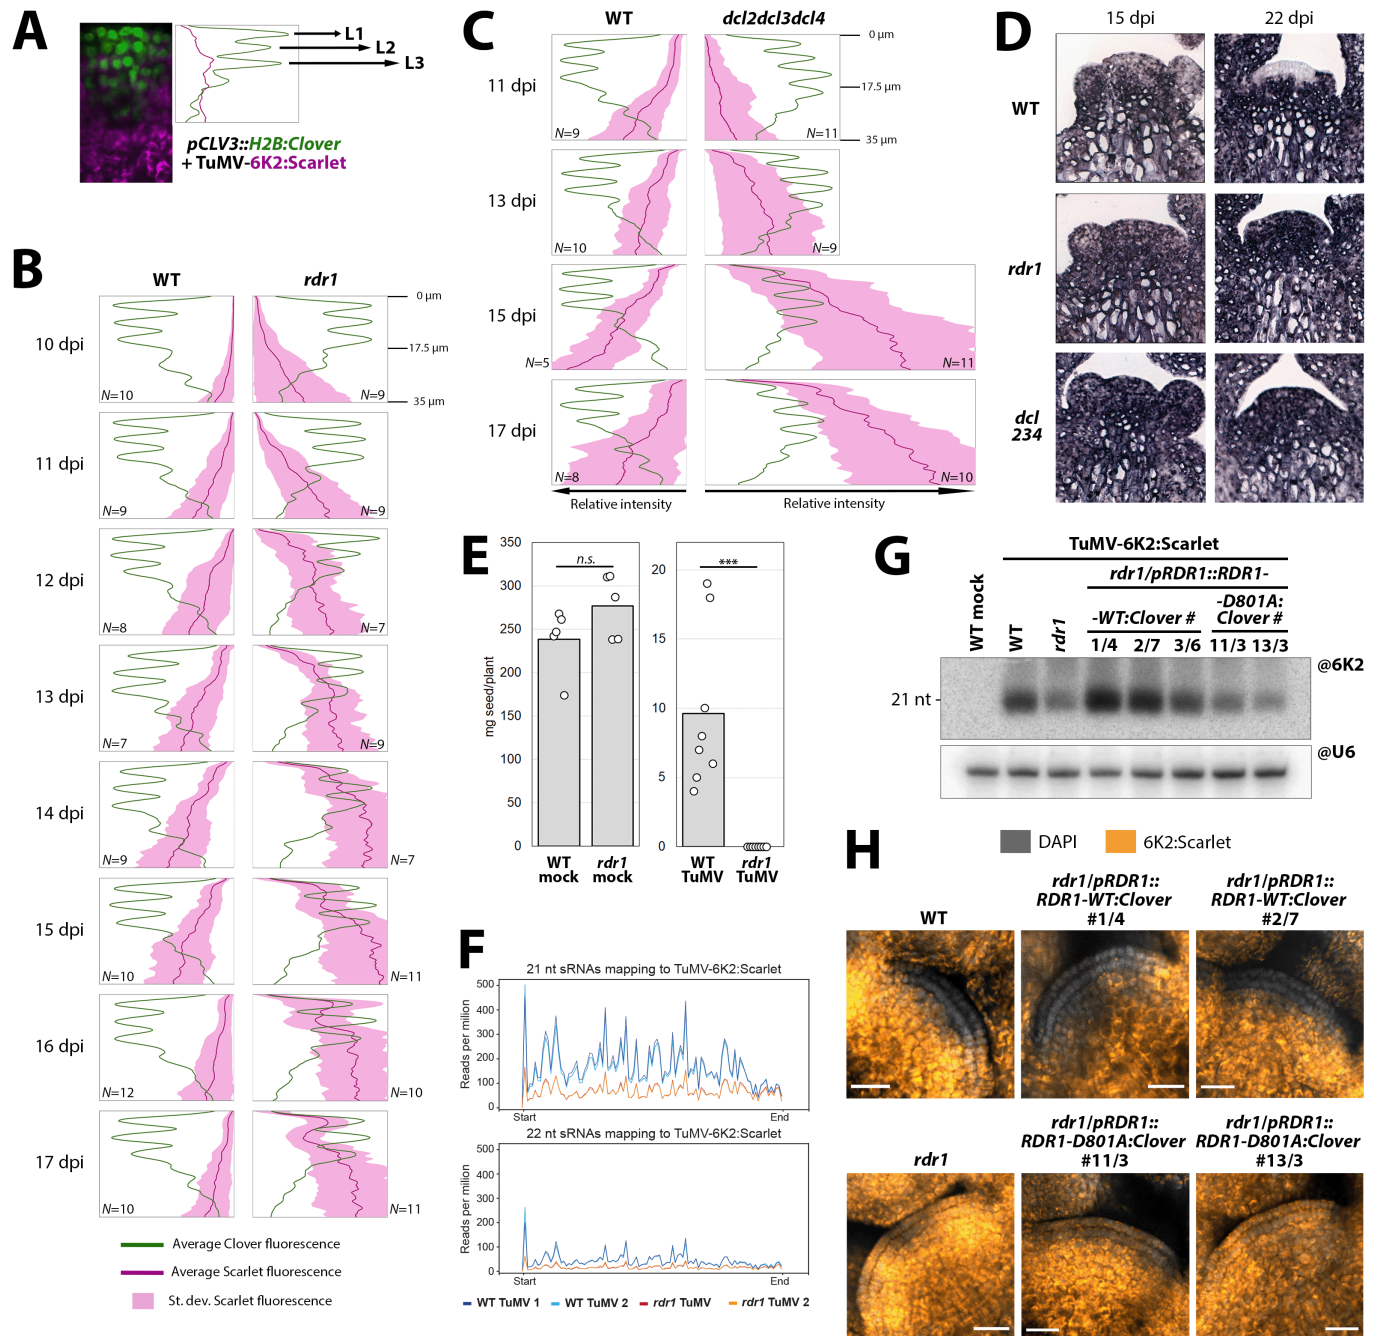 A
L1
L2
L3
pCLV3::H2B:Clover
+ TuMV-6K2:Scarlet
B
WT
rdr1
10 dpi
N=10
N=9
0 µm
17.5 µm
35 µm
11 dpi
N=9
N=9
12 dpi
N=8
N=7
13 dpi
N=7
N=9
14 dpi
N=9
N=7
15 dpi
N=10
N=11
16 dpi
N=12
N=10
17 dpi
N=10
N=11
Average Clover fluorescence
Average Scarlet fluorescence
St. dev. Scarlet fluorescence
C
WT
dcl2dcl3dcl4
11 dpi
N=9
N=11
0 µm
17.5 µm
35 µm
13 dpi
N=10
N=9
15 dpi
N=5
N=11
17 dpi
N=8
N=10
Relative intensity
Relative intensity
D
15 dpi
22 dpi
WT
rdr1
dcl
234
E
mg seed/plant
350
300
250
200
150
100
50
0
n.s.
WT
mock
rdr1
mock
20
15
10
5
0
***
WT
TuMV
rdr1
TuMV
F
21 nt sRNAs mapping to TuMV-6K2:Scarlet
Reads per milion
500
400
300
200
100
0
Start
End
22 nt sRNAs mapping to TuMV-6K2:Scarlet
Reads per milion
500
400
300
200
100
0
Start
End
WT TuMV 1
WT TuMV 2
rdr1 TuMV
rdr1 TuMV 2
G
TuMV-6K2:Scarlet
rdr1/pRDR1::RDR1-
WT mock
WT
rdr1
-WT:Clover #
-D801A:
Clover #
1/4
2/7
3/6
11/3
13/3
@6K2
21 nt -
@U6
H
DAPI
6K2:Scarlet
WT
rdr1/pRDR1::
RDR1-WT:Clover
#1/4
rdr1/pRDR1::
RDR1-WT:Clover
#2/7
rdr1
rdr1/pRDR1::
RDR1-D801A:Clover
#11/3
rdr1/pRDR1::
RDR1-D801A:Clover
#13/3